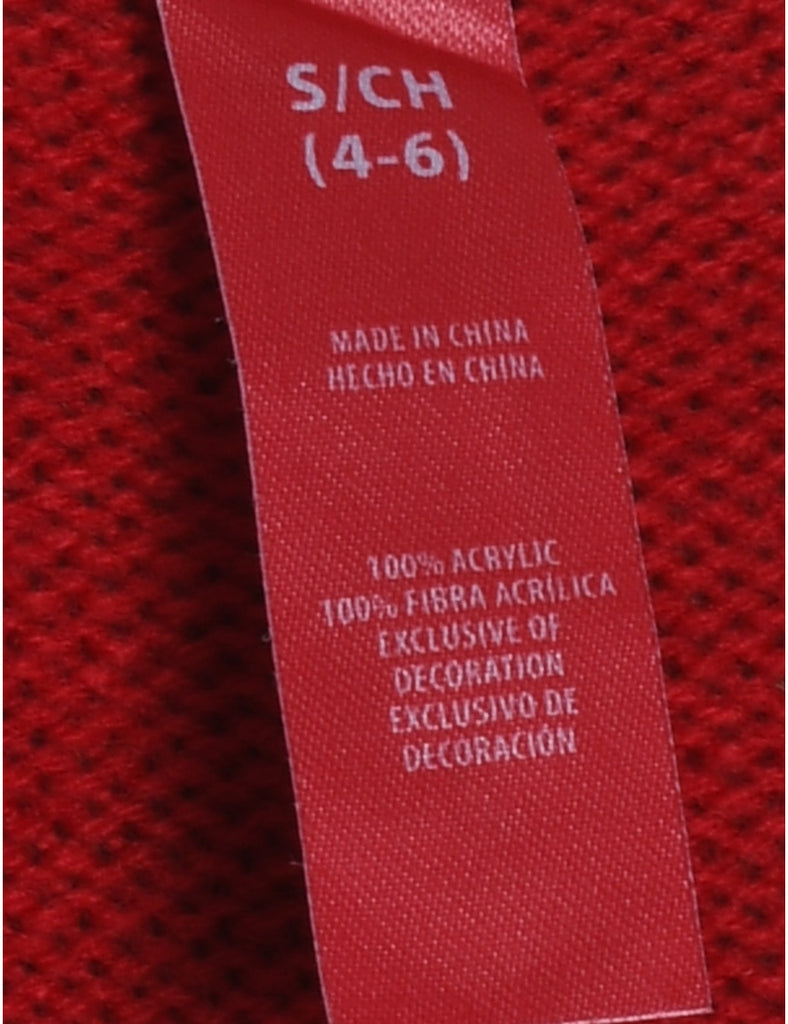 S/CH
(4-6)
MADE IN CHINA
HECHO EN CHINA
100% ACRYLIC
100% FIBRA ACRÍLICA
EXCLUSIVE OF
DECORATION
EXCLUSIVO DE
DECORACIÓN